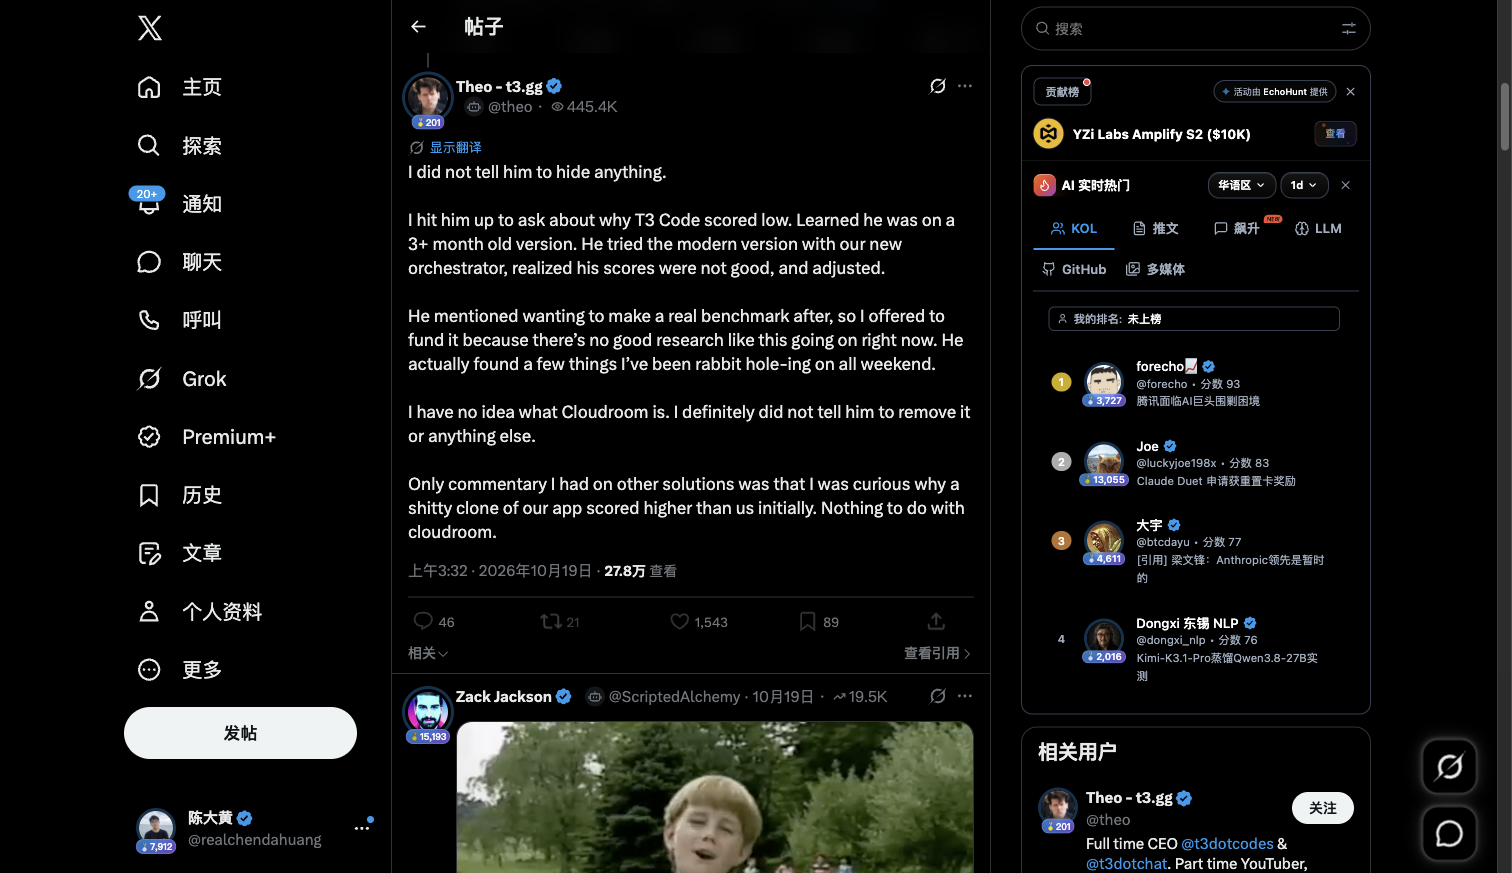 主页
探索
20+
通知
聊天
呼叫
Grok
Premium+
历史
文章
个人资料
更多
发帖
陈大黄
@realchendahuang
7,912
帖子
Theo - t3.gg
@theo · 445.4K
201
显示翻译
I did not tell him to hide anything.
I hit him up to ask about why T3 Code scored low. Learned he was on a
3+ month old version. He tried the modern version with our new
orchestrator, realized his scores were not good, and adjusted.
He mentioned wanting to make a real benchmark after, so I offered to
fund it because there's no good research like this going on right now. He
actually found a few things I've been rabbit hole-ing on all weekend.
I have no idea what Cloudroom is. I definitely did not tell him to remove it
or anything else.
Only commentary I had on other solutions was that I was curious why a
shitty clone of our app scored higher than us initially. Nothing to do with
cloudroom.
上午3:32 · 2026年10月19日 · 27.8万 查看
46
21
1,543
89
相关
查看引用
Zack Jackson @ScriptedAlchemy · 10月19日 · 19.5K
15,193
搜索
贡献榜
活动由 EchoHunt 提供
YZi Labs Amplify S2 ($10K)
查看
AI 实时热门
华语区
1d
KOL
推文
飙升
NEW
LLM
GitHub
多媒体
我的排名: 未上榜
1
forecho
@forecho · 分数 93
3,727
腾讯面临AI巨头围剿困境
2
Joe
@luckyjoe198x · 分数 83
13,055
Claude Duet 申请获重置卡奖励
3
大宇
@btcdayu · 分数 77
4,611
[引用] 梁文锋：Anthropic领先是暂时
的
4
Dongxi 东锡 NLP
@dongxi_nlp · 分数 76
2,016
Kimi-K3.1-Pro蒸馏Qwen3.8-27B实
测
相关用户
Theo - t3.gg
@theo
201
关注
Full time CEO @t3dotcodes &
@t3dotchat. Part time YouTuber,